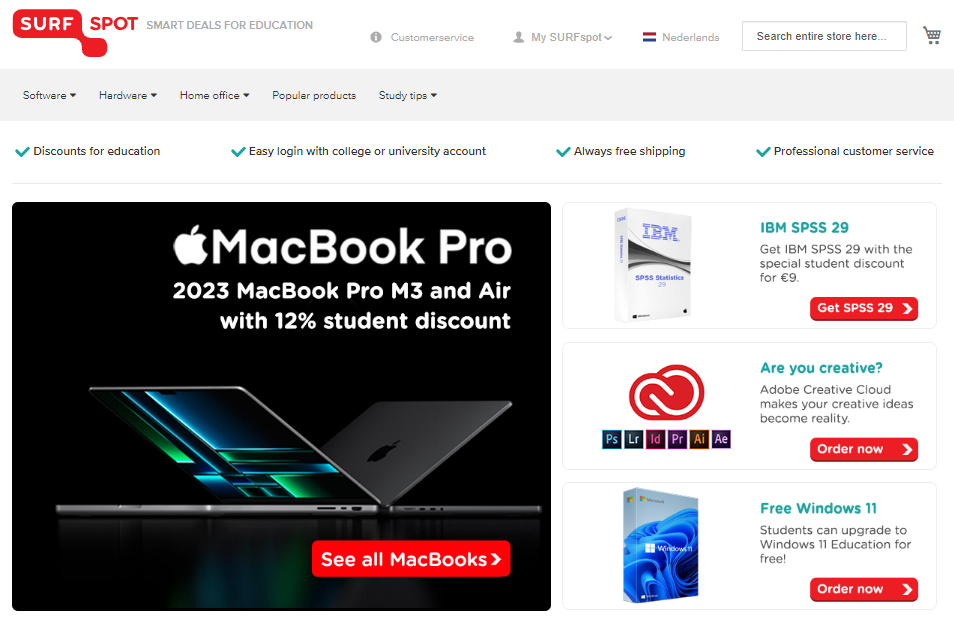 SURF SPOT SMART DEALS FOR EDUCATION
Customerservice
My SURFspot
Nederlands
Search entire store here...
Software
Hardware
Home office
Popular products
Study tips
Discounts for education
Easy login with college or university account
Always free shipping
Professional customer service
MacBook Pro
2023 MacBook Pro M3 and Air
with 12% student discount
See all MacBooks
IBM
SPSS Statistics
29
IBM SPSS 29
Get IBM SPSS 29 with the
special student discount
for €9.
Get SPSS 29
Ps Lr Id Pr Ai Ae
Are you creative?
Adobe Creative Cloud
makes your creative ideas
become reality.
Order now
Microsoft
Windows 11
Free Windows 11
Students can upgrade to
Windows 11 Education for
free!
Order now